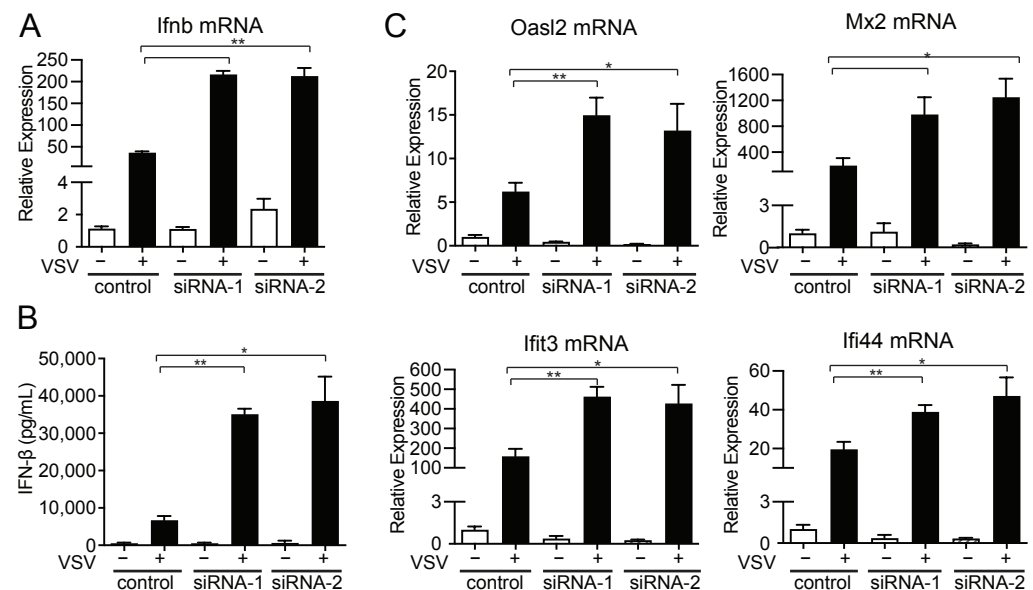 A
Ifnb mRNA
**
Relative Expression
250
200
150
100
50
4
2
0
VSV − + − + − +
control siRNA-1 siRNA-2
B
*
**
IFN-β (pg/mL)
50,000
40,000
30,000
20,000
10,000
0
VSV − + − + − +
control siRNA-1 siRNA-2
C
Oasl2 mRNA
*
**
Relative Expression
20
15
10
5
0
VSV − + − + − +
control siRNA-1 siRNA-2
Mx2 mRNA
*
Relative Expression
1600
1200
800
400
3
0
− + − + − +
control siRNA-1 siRNA-2
Ifit3 mRNA
*
**
Relative Expression
600
500
400
300
200
100
3
0
VSV − + − + − +
control siRNA-1 siRNA-2
Ifi44 mRNA
*
**
Relative Expression
60
40
20
3
0
VSV − + − + − +
control siRNA-1 siRNA-2